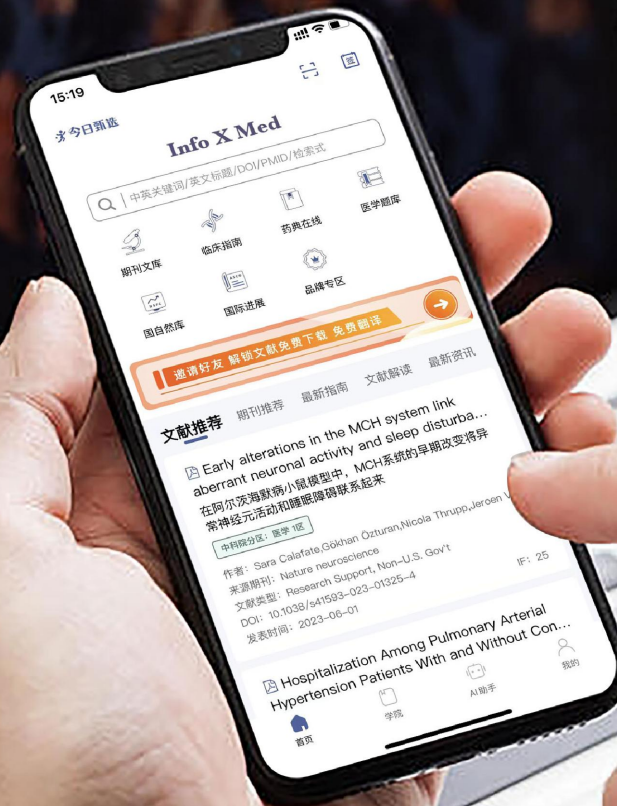 15:19
今日甄选
签
Info X Med
中英关键词/英文标题/DOI/PMID/检索式
期刊文库
临床指南
药典在线
医学题库
国自然库
国际进展
品牌专区
邀请好友 解锁文献免费下载 免费翻译
文献推荐
期刊推荐
最新指南
文献解读
最新资讯
Early alterations in the MCH system link
aberrant neuronal activity and sleep disturba...
在阿尔茨海默病小鼠模型中，MCH系统的早期改变将异
常神经元活动和睡眠障碍联系起来
中科院分区：医学 1区
作者：Sara Calafate,Gökhan Özturan,Nicola Thrupp,Jeroen
来源期刊：Nature neuroscience
文献类型：Research Support, Non-U.S. Gov't
DOI：10.1038/s41593-023-01325-4
IF：25
发表时间：2023-06-01
Hospitalization Among Pulmonary Arterial
Hypertension Patients With and Without Con...
首页
学院
AI助手
我的